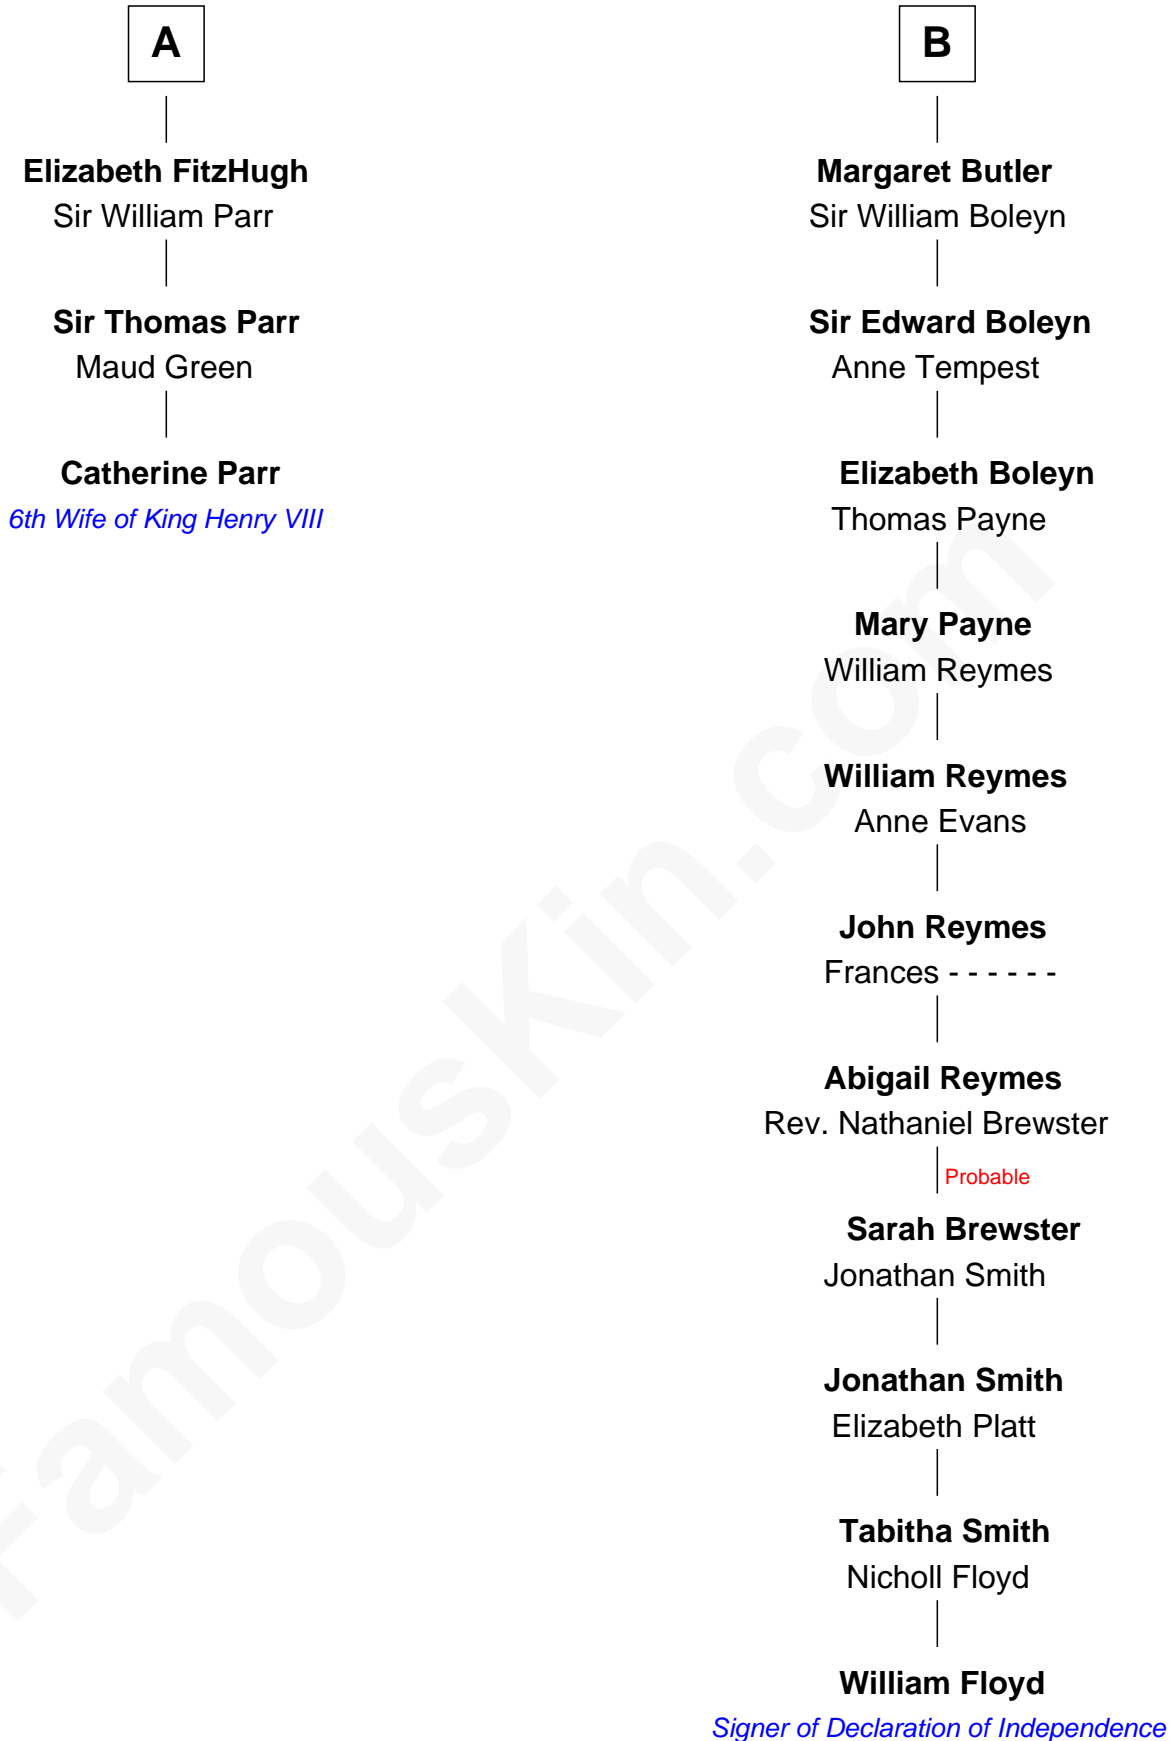 A
Elizabeth FitzHugh
Sir William Parr
Sir Thomas Parr
Maud Green
Catherine Parr
6th Wife of King Henry VIII
B
Margaret Butler
Sir William Boleyn
Sir Edward Boleyn
Anne Tempest
Elizabeth Boleyn
Thomas Payne
Mary Payne
William Reymes
William Reymes
Anne Evans
John Reymes
Frances - - - - - -
Abigail Reymes
Rev. Nathaniel Brewster
Probable
Sarah Brewster
Jonathan Smith
Jonathan Smith
Elizabeth Platt
Tabitha Smith
Nicholl Floyd
William Floyd
Signer of Declaration of Independence
FamousKin.com